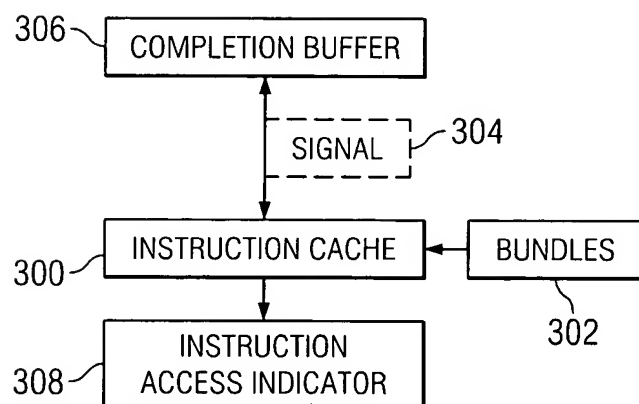 306
COMPLETION BUFFER
SIGNAL
304
300
INSTRUCTION CACHE
BUNDLES
302
308
INSTRUCTION
ACCESS INDICATOR